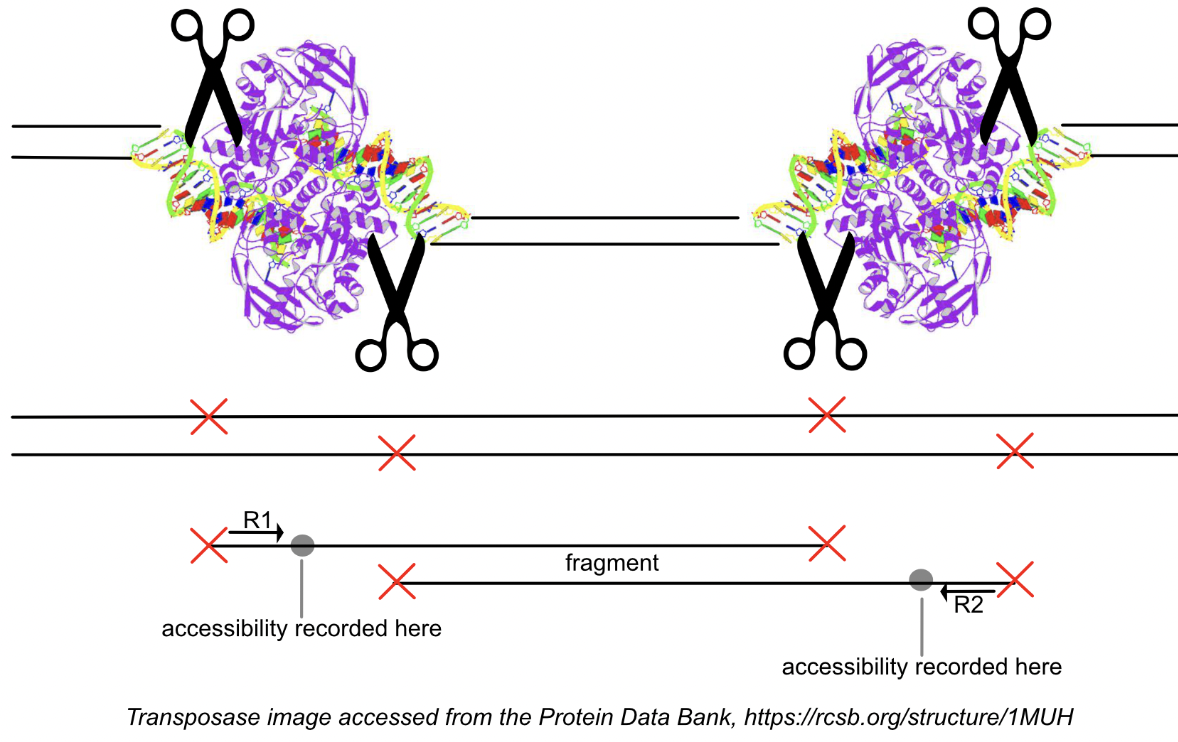 R1
fragment
R2
accessibility recorded here
accessibility recorded here
Transposase image accessed from the Protein Data Bank, https://rcsb.org/structure/1MUH